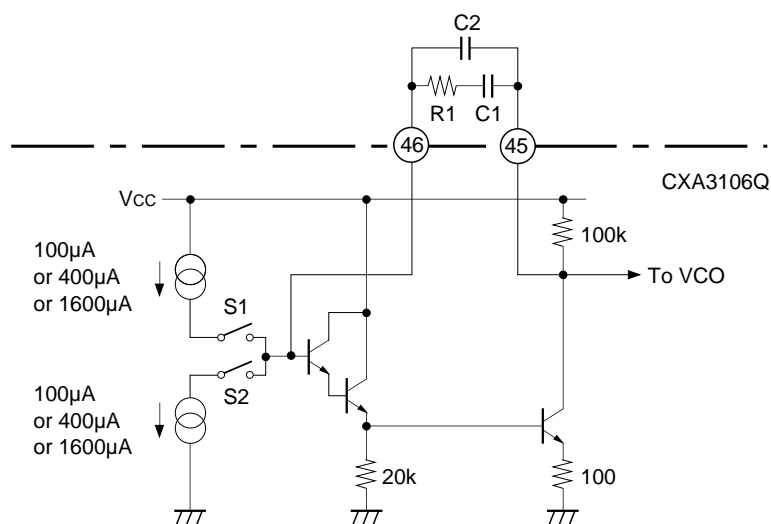 C2
R1
C1
46
45
CXA3106Q
VCC
100µA
or 400µA
or 1600µA
S1
100k
To VCO
S2
100µA
or 400µA
or 1600µA
20k
100